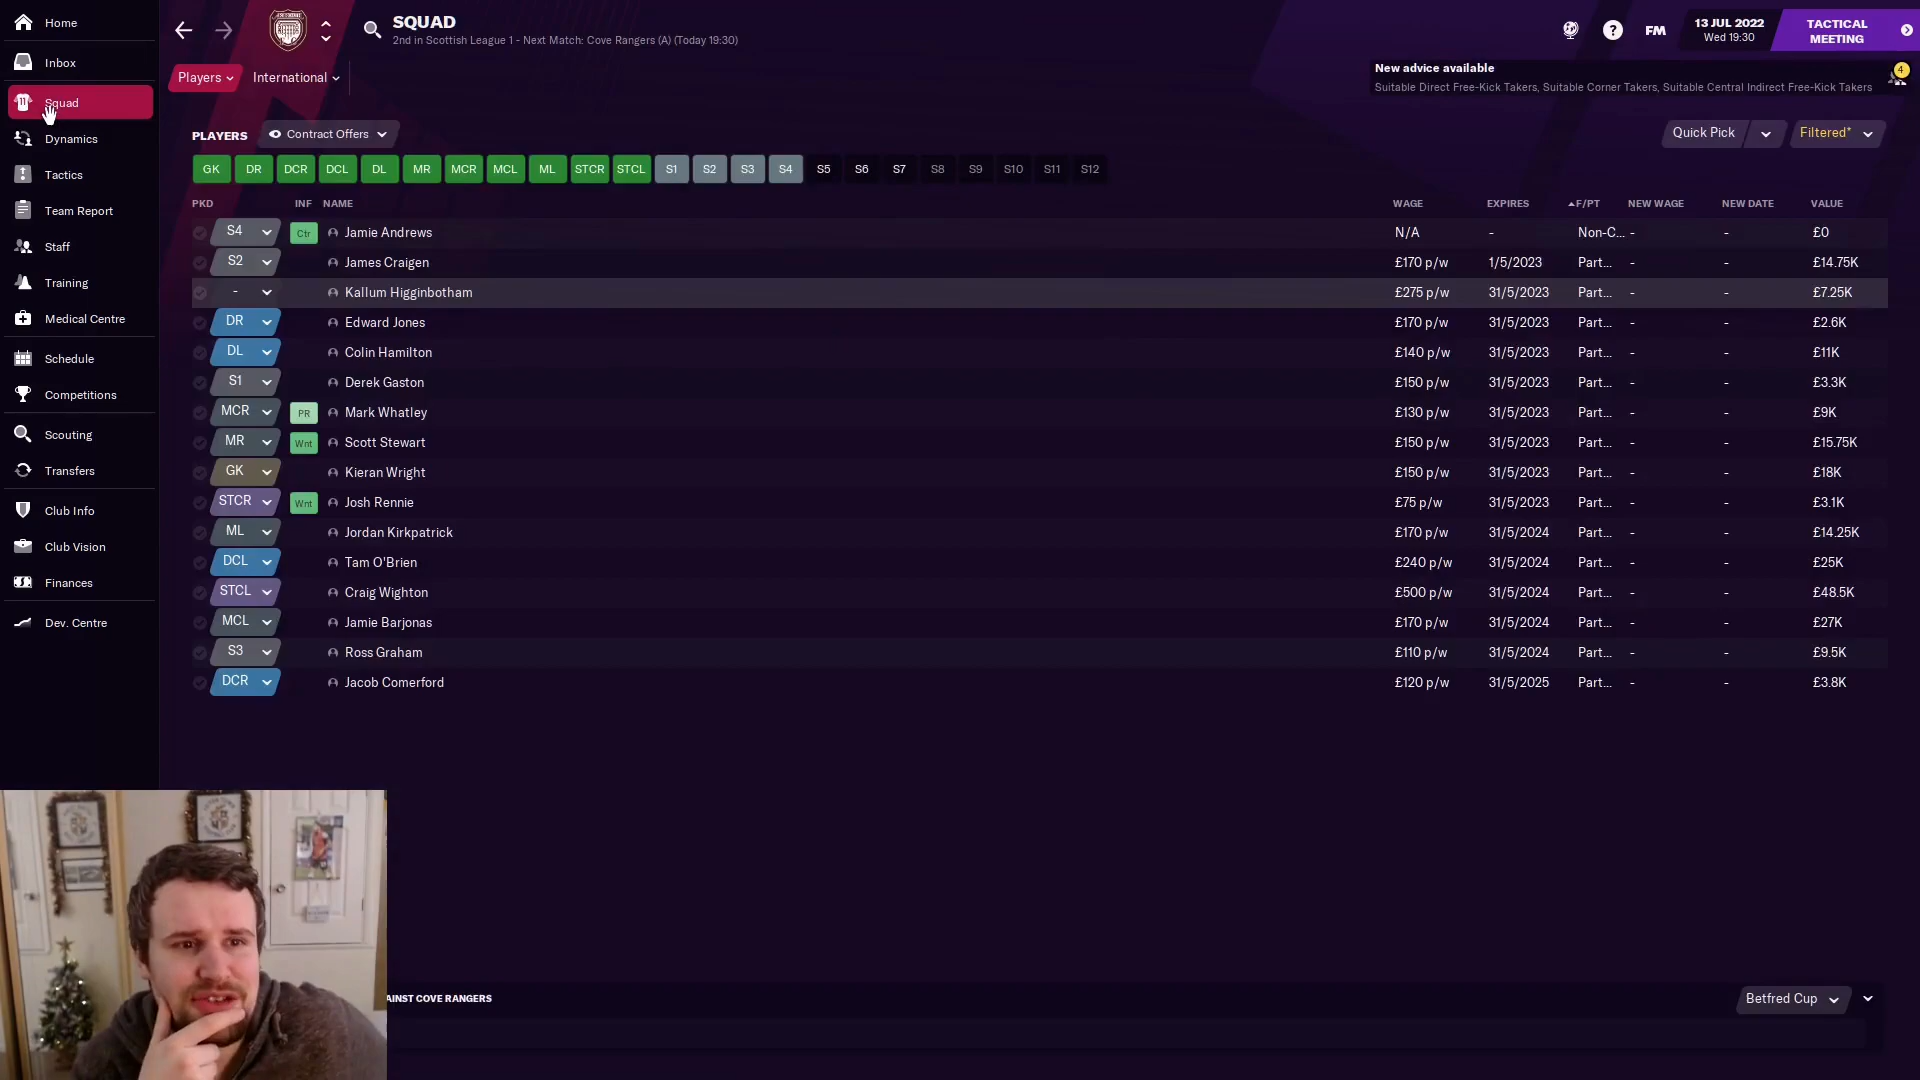 Home
Inbox
Squad
Dynamics
Tactics
Team Report
Staff
Training
Medical Centre
Schedule
Competitions
Scouting
Transfers
Club Info
Club Vision
Finances
Dev. Centre
SQUAD
2nd in Scottish League 1 - Next Match: Cove Rangers (A) (Today 19:30)
FM
13 JUL 2022
Wed 19:30
TACTICAL
MEETING
Players
International
New advice available
4
Suitable Direct Free-Kick Takers, Suitable Corner Takers, Suitable Central Indirect Free-Kick Takers
PLAYERS
Contract Offers
Quick Pick
Filtered*
GK DR DCR DCL DL MR MCR MCL ML STCR STCL S1 S2 S3 S4 S5 S6 S7 S8 S9 S10 S11 S12
PKD INF NAME WAGE EXPIRES F/PT NEW WAGE NEW DATE VALUE
S4 Ctr Jamie Andrews N/A - Non-C... - - £0
S2 James Craigen £170 p/w 1/5/2023 Part... - - £14.75K
- Kallum Higginbotham £275 p/w 31/5/2023 Part... - - £7.25K
DR Edward Jones £170 p/w 31/5/2023 Part... - - £2.6K
DL Colin Hamilton £140 p/w 31/5/2023 Part... - - £11K
S1 Derek Gaston £150 p/w 31/5/2023 Part... - - £3.3K
MCR PR Mark Whatley £130 p/w 31/5/2023 Part... - - £9K
MR Wnt Scott Stewart £150 p/w 31/5/2023 Part... - - £15.75K
GK Kieran Wright £150 p/w 31/5/2023 Part... - - £18K
STCR Wnt Josh Rennie £75 p/w 31/5/2023 Part... - - £3.1K
ML Jordan Kirkpatrick £170 p/w 31/5/2024 Part... - - £14.25K
DCL Tam O'Brien £240 p/w 31/5/2024 Part... - - £25K
STCL Craig Wighton £500 p/w 31/5/2024 Part... - - £48.5K
MCL Jamie Barjonas £170 p/w 31/5/2024 Part... - - £27K
S3 Ross Graham £110 p/w 31/5/2024 Part... - - £9.5K
DCR Jacob Comerford £120 p/w 31/5/2025 Part... - - £3.8K
AINST COVE RANGERS
Betfred Cup